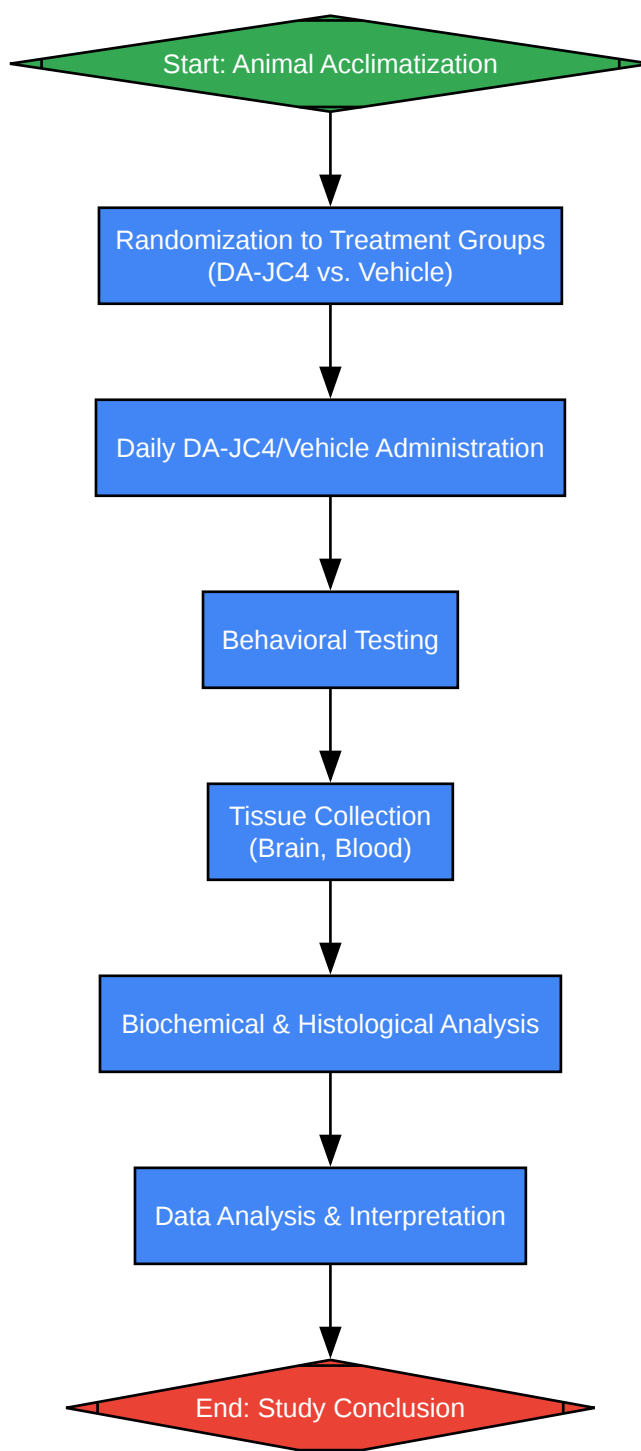 Start: Animal Acclimatization
Randomization to Treatment Groups
(DA-JC4 vs. Vehicle)
Daily DA-JC4/Vehicle Administration
Behavioral Testing
Tissue Collection
(Brain, Blood)
Biochemical & Histological Analysis
Data Analysis & Interpretation
End: Study Conclusion